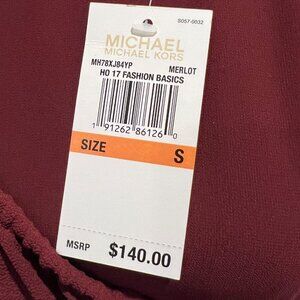 S057-0032
MICHAEL
MICHAEL KORS
MH78XJ84YP MERLOT
HO 17 FASHION BASICS
1 91262 86126 0
SIZE S
MSRP $140.00